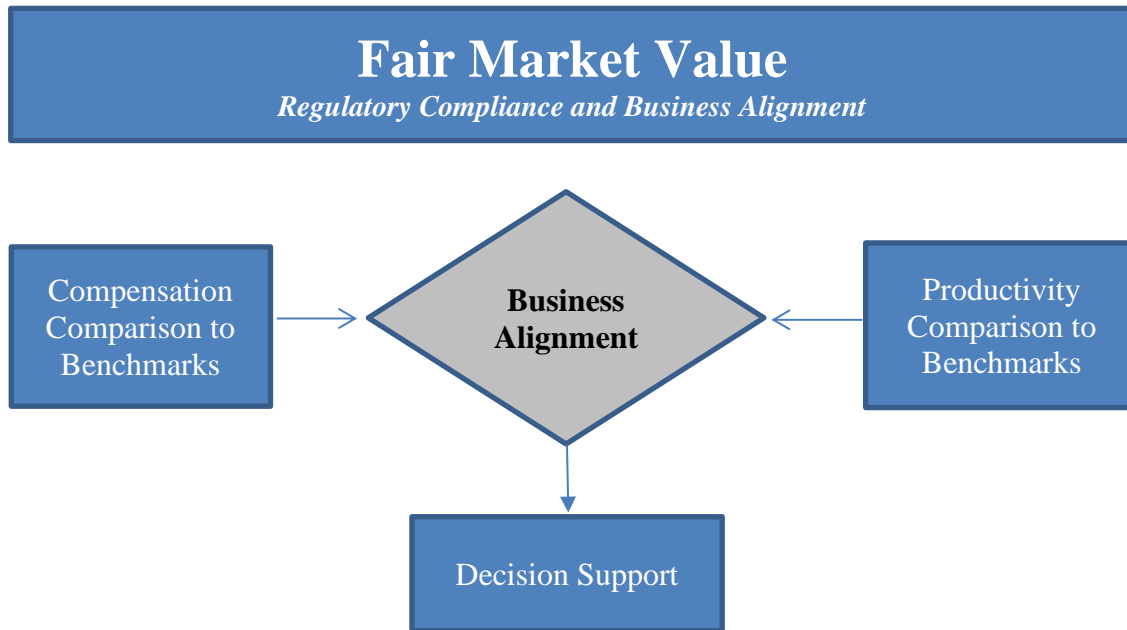 Fair Market Value
Regulatory Compliance and Business Alignment
Compensation
Comparison to
Benchmarks
Business
Alignment
Productivity
Comparison to
Benchmarks
Decision Support